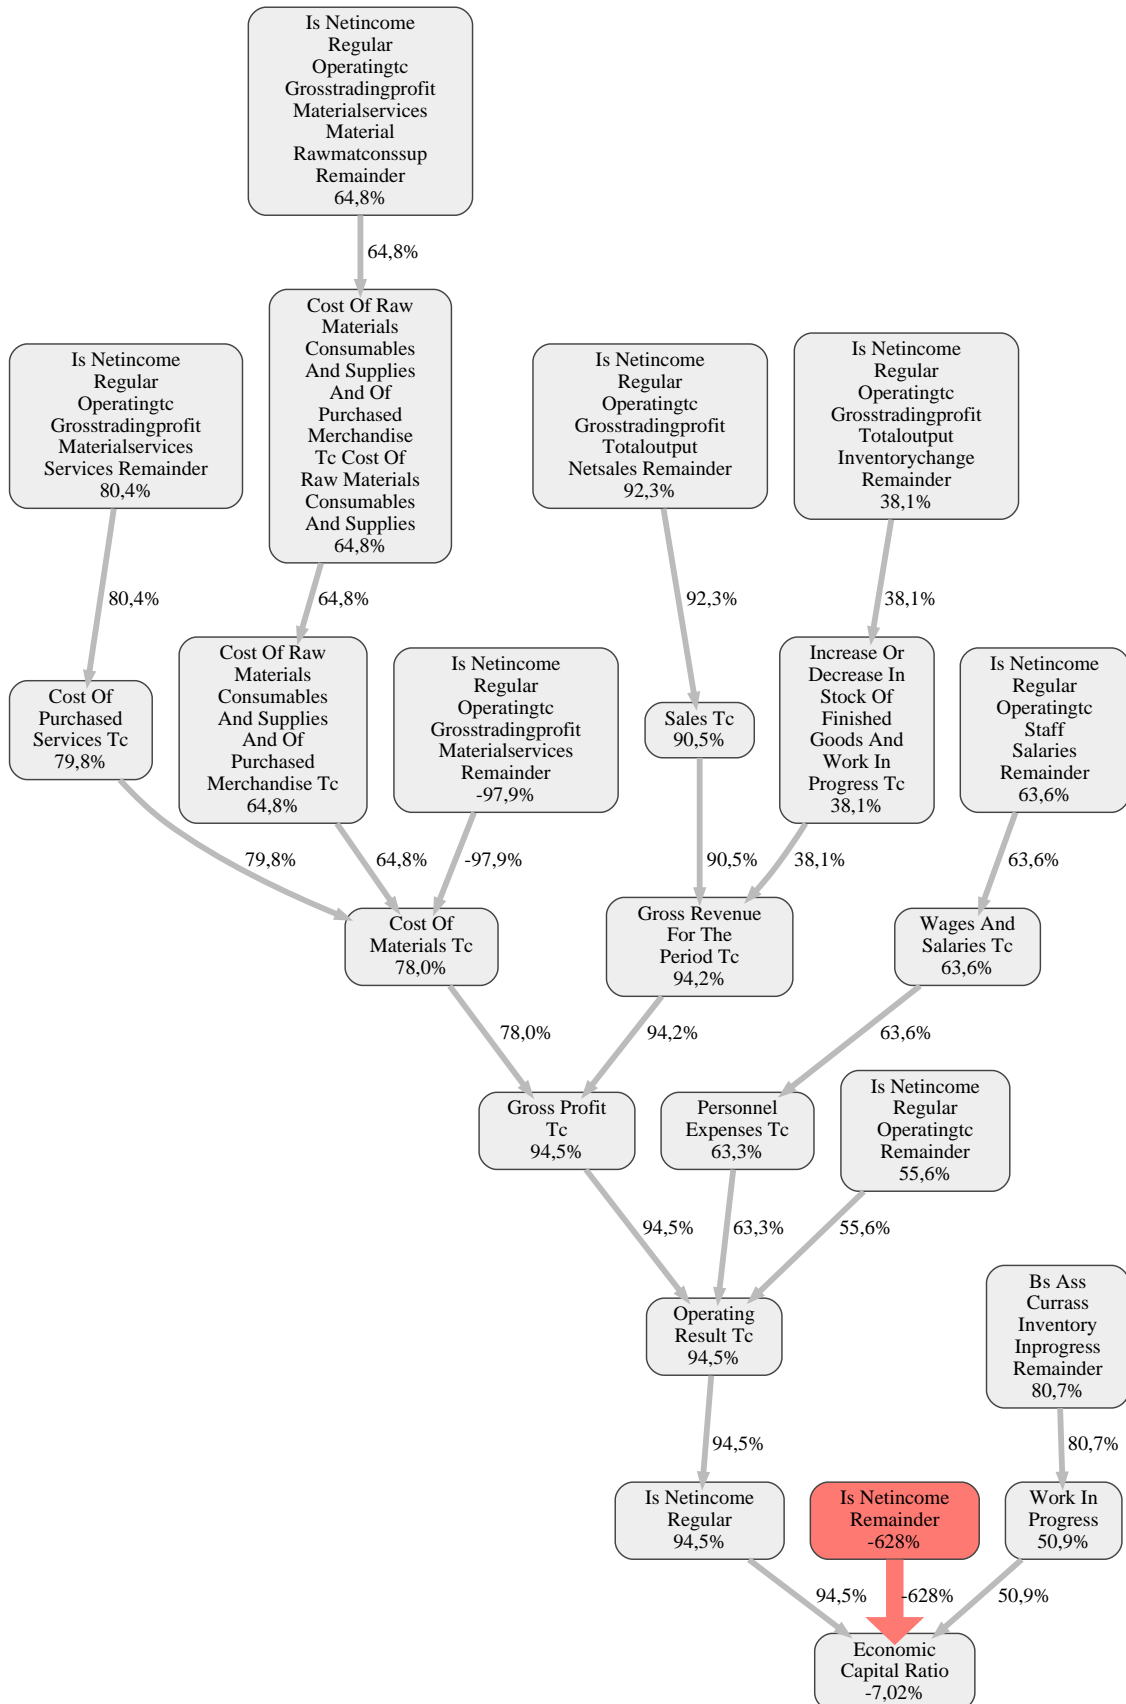 Is Netincome
Regular
Operatingtc
Grosstradingprofit
Materialservices
Material
Rawmatconssup
Remainder
64,8%
64,8%
Cost Of Raw
Materials
Consumables
And Supplies
And Of
Purchased
Merchandise
Tc Cost Of
Raw Materials
Consumables
And Supplies
64,8%
Is Netincome
Regular
Operatingtc
Grosstradingprofit
Materialservices
Services Remainder
80,4%
Is Netincome
Regular
Operatingtc
Grosstradingprofit
Totaloutput
Netsales Remainder
92,3%
Is Netincome
Regular
Operatingtc
Grosstradingprofit
Totaloutput
Inventorychange
Remainder
38,1%
80,4%
64,8%
92,3%
38,1%
Cost Of
Purchased
Services Tc
79,8%
Cost Of Raw
Materials
Consumables
And Supplies
And Of
Purchased
Merchandise Tc
64,8%
Is Netincome
Regular
Operatingtc
Grosstradingprofit
Materialservices
Remainder
-97,9%
Sales Tc
90,5%
Increase Or
Decrease In
Stock Of
Finished
Goods And
Work In
Progress Tc
38,1%
Is Netincome
Regular
Operatingtc
Staff
Salaries
Remainder
63,6%
79,8%
64,8%
-97,9%
90,5%
38,1%
63,6%
Cost Of
Materials Tc
78,0%
Gross Revenue
For The
Period Tc
94,2%
Wages And
Salaries Tc
63,6%
78,0%
94,2%
63,6%
Gross Profit
Tc
94,5%
Personnel
Expenses Tc
63,3%
Is Netincome
Regular
Operatingtc
Remainder
55,6%
94,5%
63,3%
55,6%
Operating
Result Tc
94,5%
Bs Ass
Currass
Inventory
Inprogress
Remainder
80,7%
94,5%
80,7%
Is Netincome
Regular
94,5%
Is Netincome
Remainder
-628%
Work In
Progress
50,9%
94,5%
-628%
50,9%
Economic
Capital Ratio
-7,02%